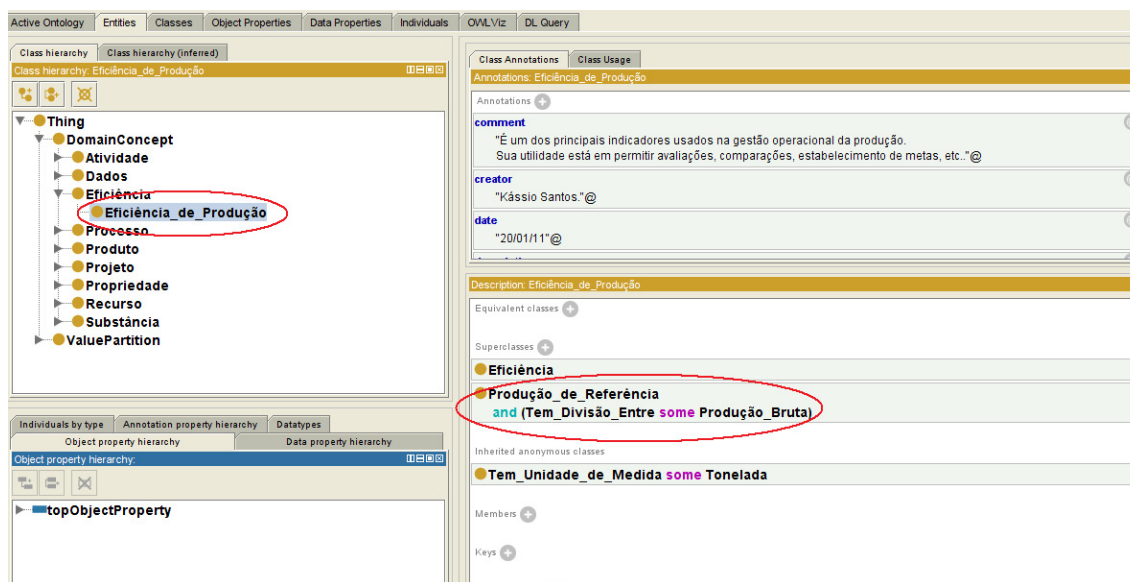 Active Ontology Entities Classes Object Properties Data Properties Individuals OWLViz DL Query
Class hierarchy Class hierarchy (inferred)
Class hierarchy: Eficiência_de_Produção
Thing
DomainConcept
Atividade
Dados
Eficiência
Eficiência_de_Produção
Processo
Produto
Projeto
Propriedade
Recurso
Substância
ValuePartition
Individuals by type Annotation property hierarchy Datatypes
Object property hierarchy Data property hierarchy
Object property hierarchy:
topObjectProperty
Class Annotations Class Usage
Annotations: Eficiência_de_Produção
Annotations
comment
"É um dos principais indicadores usados na gestão operacional da produção.
Sua utilidade está em permitir avaliações, comparações, estabelecimento de metas, etc.."@
creator
"Kássio Santos."@
date
"20/01/11"@
Description: Eficiência_de_Produção
Equivalent classes
Superclasses
Eficiência
Produção_de_Referência
and (Tem_Divisão_Entre some Produção_Bruta)
Inherited anonymous classes
Tem_Unidade_de_Medida some Tonelada
Members
Keys